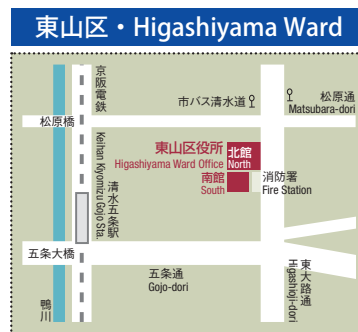 東山区・Higashiyama Ward
京阪電鉄
市バス清水道
松原通
Matsubara-dori
松原橋
Keihan Kiyomizu Gojo Sta
清水五条駅
東山区役所
Higashiyama Ward Office
北館
North
南館
South
消防署
Fire Station
五条大橋
五条通
Gojo-dori
東大路通
Higashioji-dori
鴨川